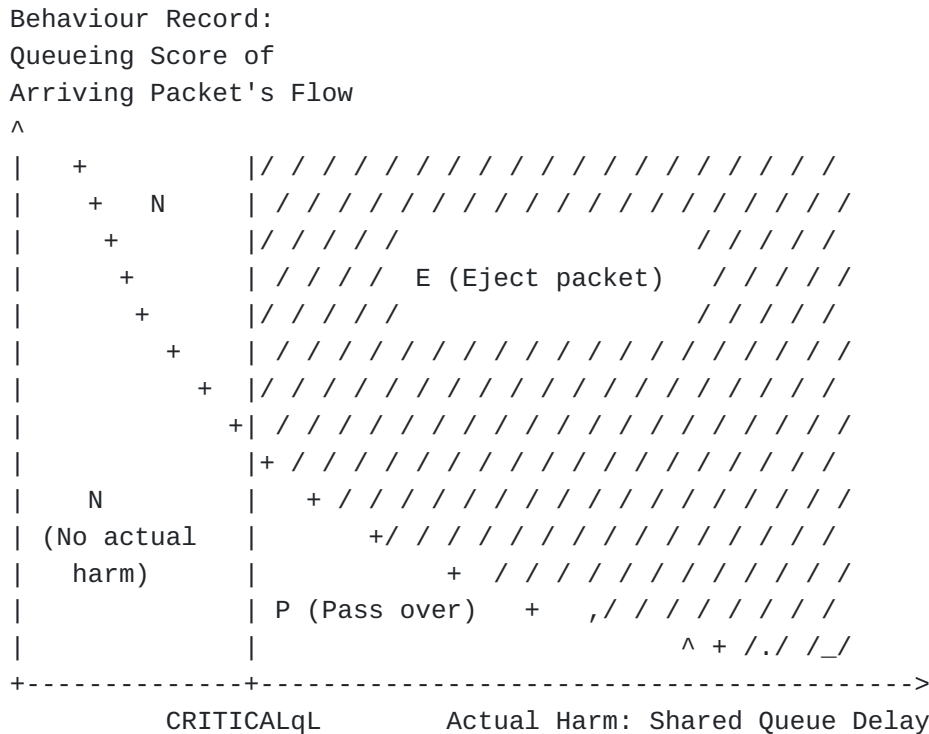 Behaviour Record:
Queueing Score of
Arriving Packet's Flow
^
|   +          |/ / / / / / / / / / / / / / / / / / /
|    +   N     | / / / / / / / / / / / / / / / / / / /
|     +        |/ / / / /                   / / / / /
|      +       | / / / /  E (Eject packet)   / / / / /
|       +      |/ / / / /                   / / / / /
|         +    | / / / / / / / / / / / / / / / / / / /
|           +  |/ / / / / / / / / / / / / / / / / / /
|             +| / / / / / / / / / / / / / / / / / / /
|              |+ / / / / / / / / / / / / / / / / / /
|    N         |   + / / / / / / / / / / / / / / / / /
| (No actual   |       +/ / / / / / / / / / / / / / /
|   harm)      |            +  / / / / / / / / / / / /
|              | P (Pass over)   +   ,/ / / / / / / /
|              |                           ^ + /./ /_/
+--------------+------------------------------------------>
          CRITICALqL        Actual Harm: Shared Queue Delay